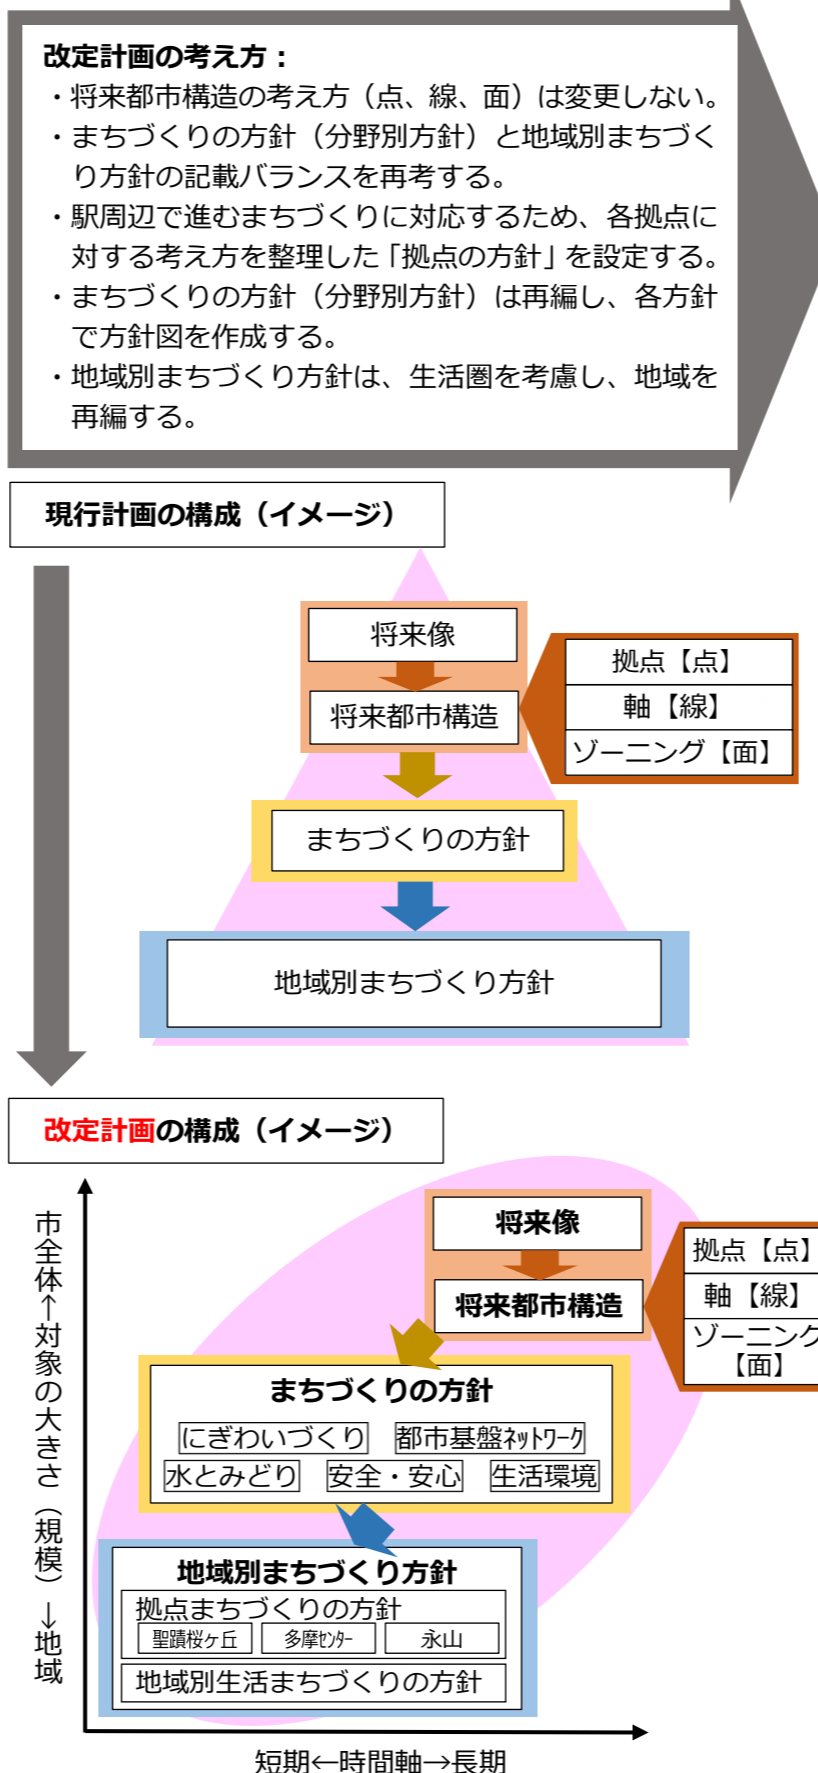 改定計画の考え方：
・将来都市構造の考え方（点、線、面）は変更しない。
・まちづくりの方針（分野別方針）と地域別まちづく
り方針の記載バランスを再考する。
・駅周辺で進むまちづくりに対応するため、各拠点に
対する考え方を整理した「拠点の方針」を設定する。
・まちづくりの方針（分野別方針）は再編し、各方針
で方針図を作成する。
・地域別まちづくり方針は、生活圏を考慮し、地域を
再編する。
現行計画の構成（イメージ）
将来像
将来都市構造
拠点【点】
軸【線】
ゾーニング【面】
まちづくりの方針
地域別まちづくり方針
改定計画の構成（イメージ）
市全体↑対象の大きさ（規模）↓地域
将来像
将来都市構造
拠点【点】
軸【線】
ゾーニング
【面】
まちづくりの方針
にぎわいづくり 都市基盤ﾈｯﾄﾜｰｸ
水とみどり 安全・安心 生活環境
地域別まちづくり方針
拠点まちづくりの方針
聖蹟桜ヶ丘 多摩ｾﾝﾀｰ 永山
地域別生活まちづくりの方針
短期←時間軸→長期